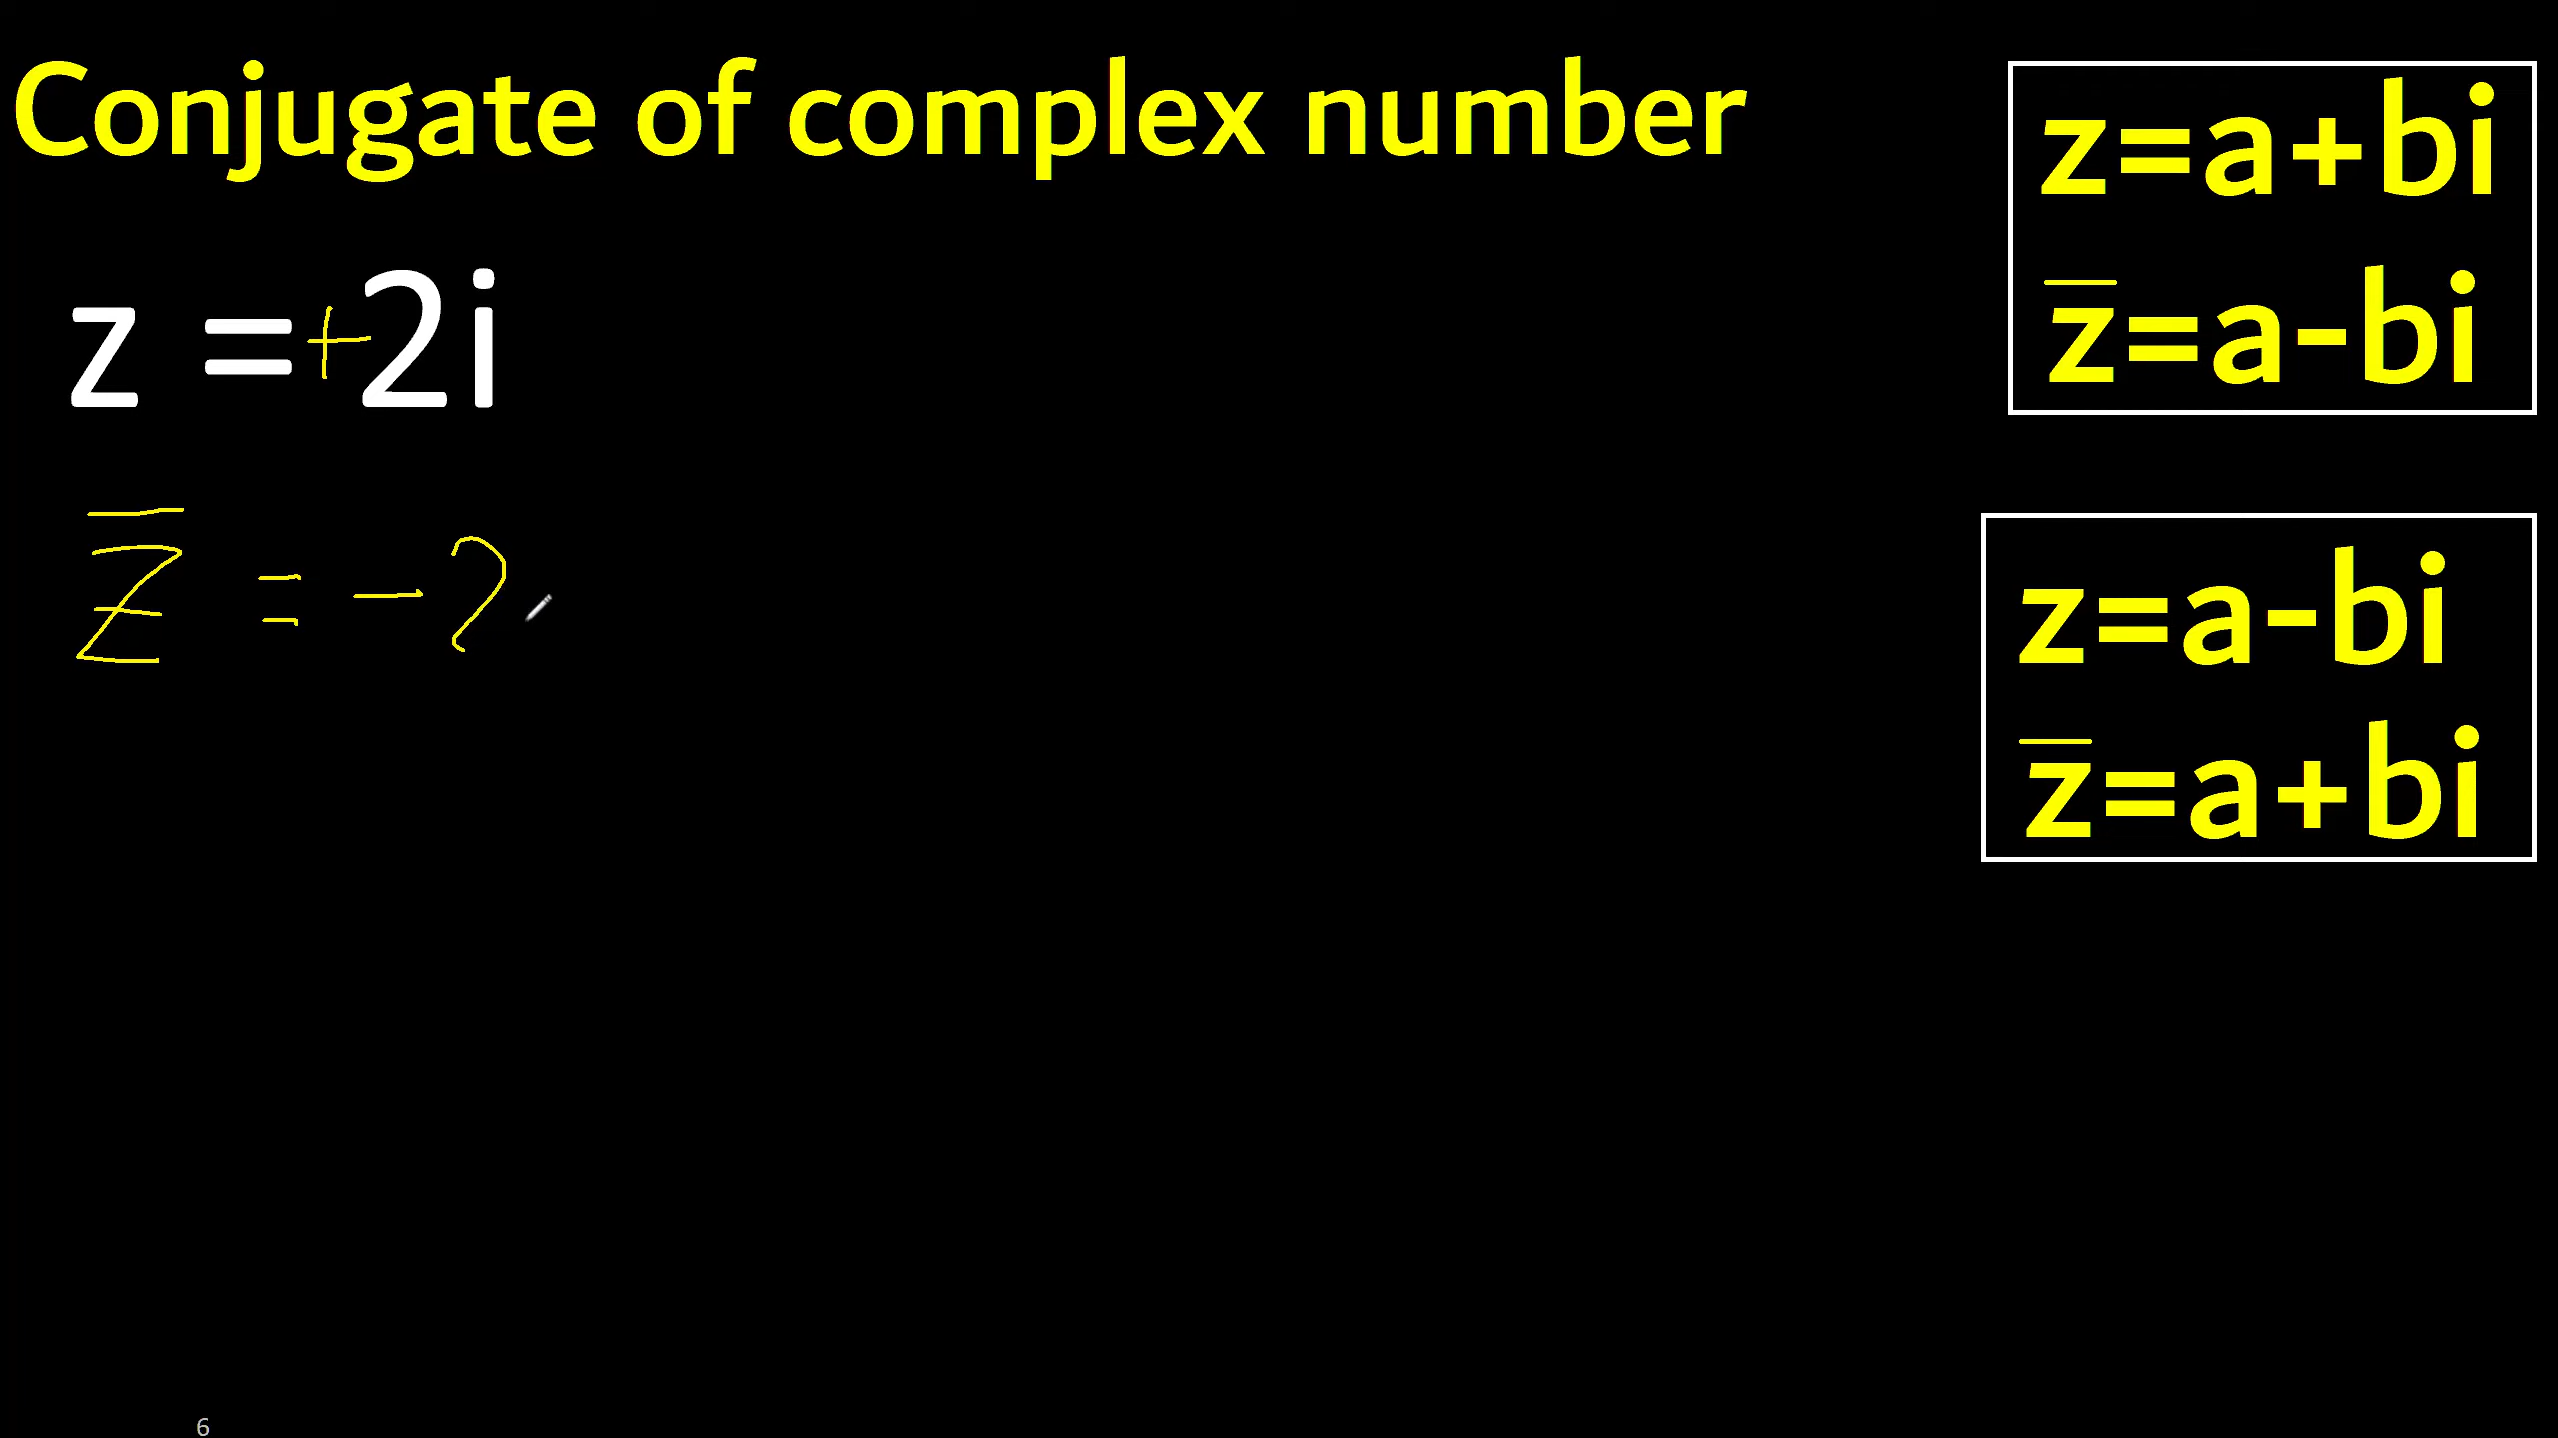 Conjugate of complex number
z =+2i
z̅ = -2
z=a+bi
z̅=a-bi
z=a-bi
z̅=a+bi
6